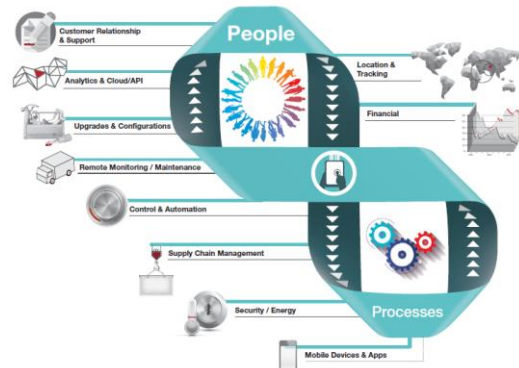 People
Customer Relationship
& Support
Analytics & Cloud/API
Upgrades & Configurations
Remote Monitoring / Maintenance
Control & Automation
Supply Chain Management
Security / Energy
Mobile Devices & Apps
Location &
Tracking
Financial
Processes